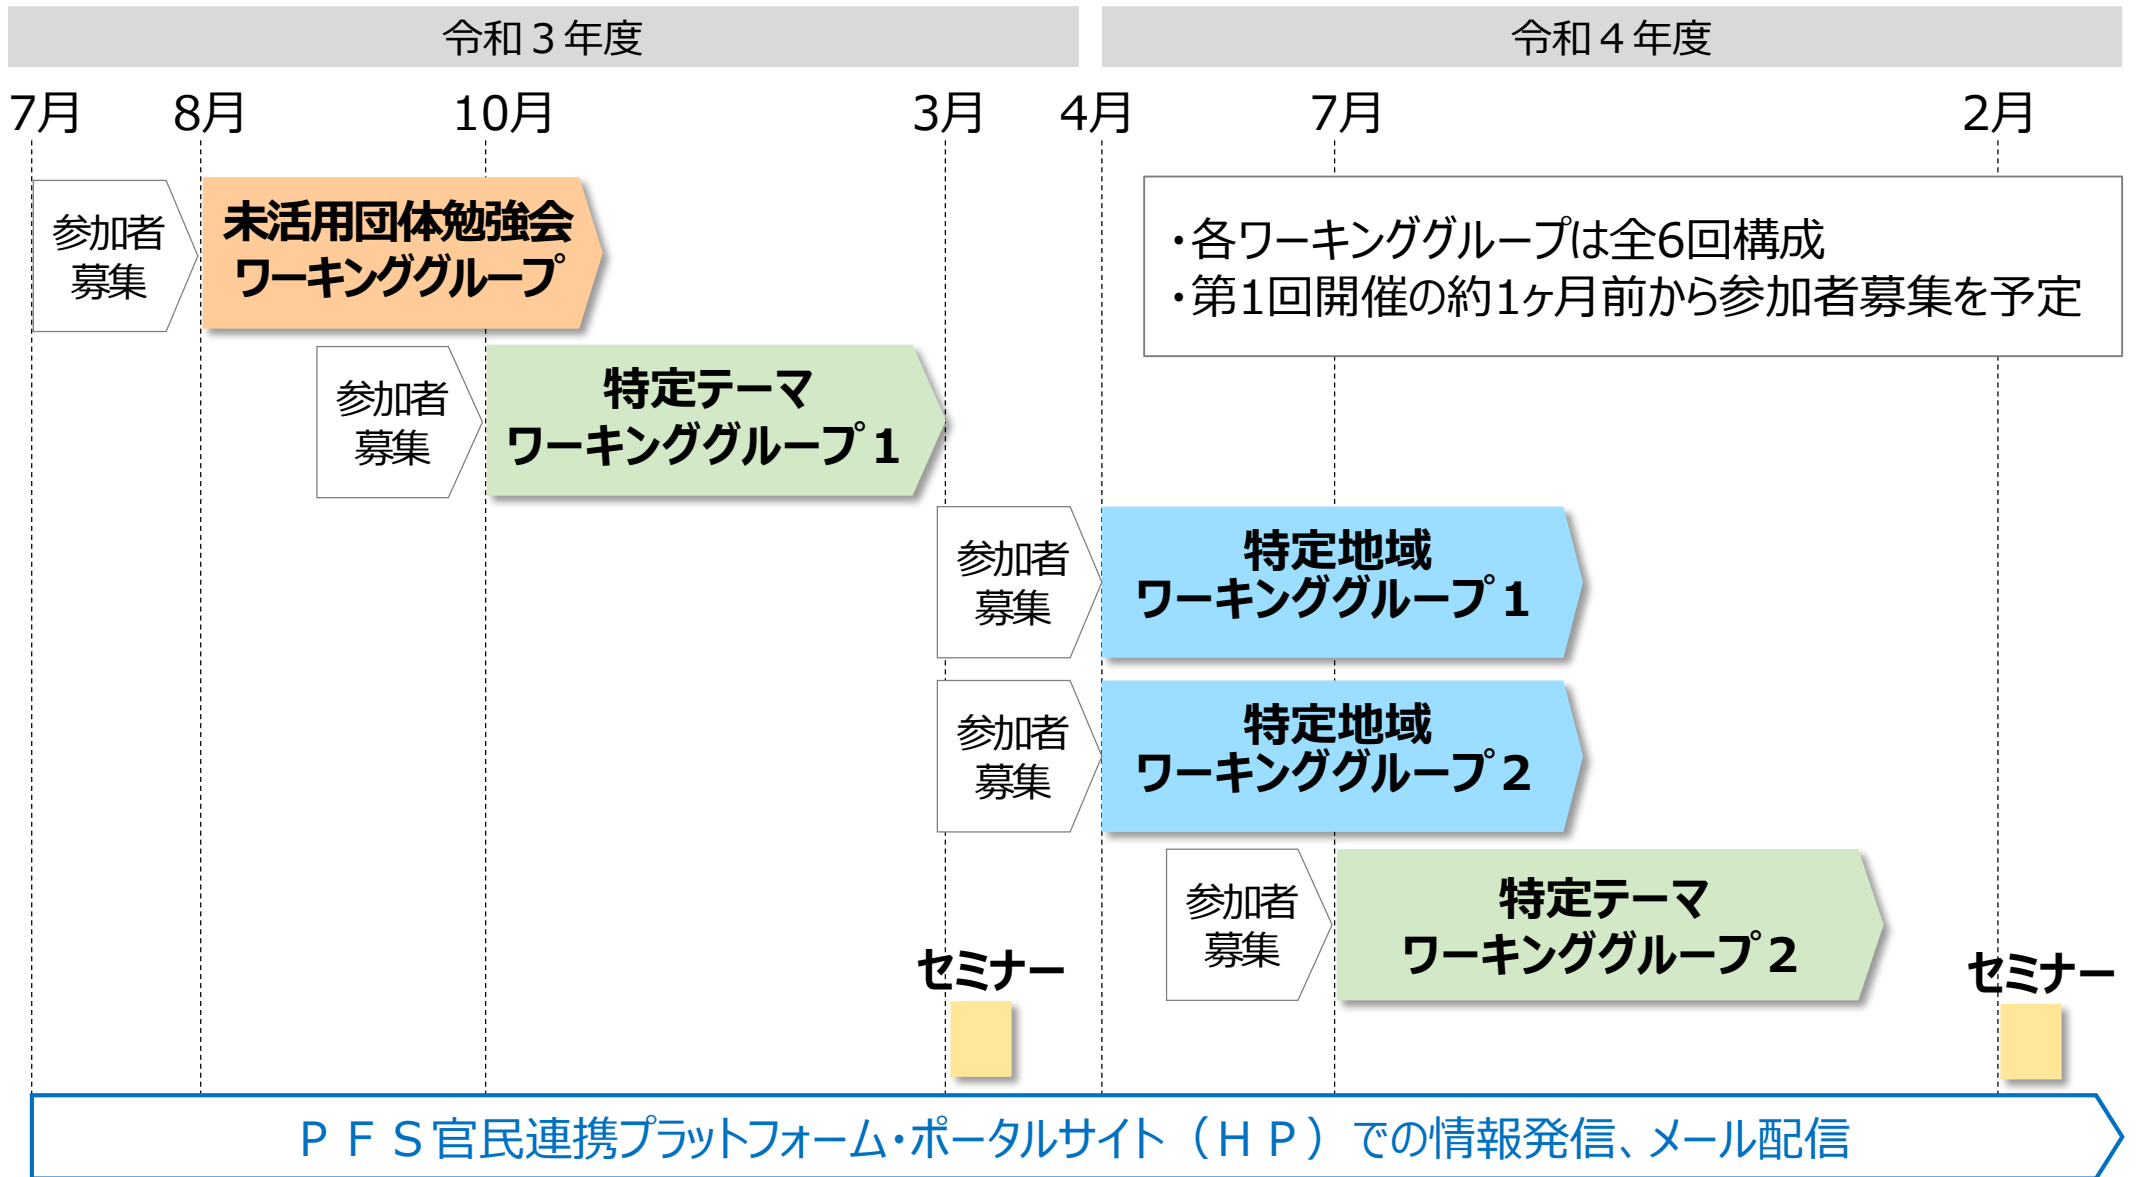 令和３年度
令和４年度
7月
8月
10月
3月
4月
7月
2月
参加者
募集
未活用団体勉強会
ワーキンググループ
・各ワーキンググループは全6回構成
・第1回開催の約1ヶ月前から参加者募集を予定
参加者
募集
特定テーマ
ワーキンググループ１
参加者
募集
特定地域
ワーキンググループ１
参加者
募集
特定地域
ワーキンググループ２
参加者
募集
特定テーマ
ワーキンググループ２
セミナー
セミナー
ＰＦＳ官民連携プラットフォーム・ポータルサイト（ＨＰ）での情報発信、メール配信